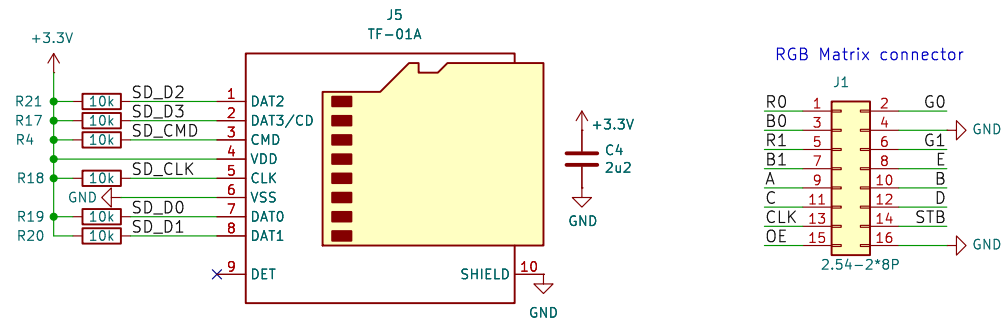 J5
TF-01A
+3.3V
R21 10k SD_D2 1 DAT2
R17 10k SD_D3 2 DAT3/CD
R4 10k SD_CMD 3 CMD
4 VDD
R18 10k SD_CLK 5 CLK
GND 6 VSS
R19 10k SD_D0 7 DAT0
R20 10k SD_D1 8 DAT1
9 DET
SHIELD 10
GND
+3.3V
C4
2u2
GND
RGB Matrix connector
J1
R0 1 2 G0
B0 3 4 GND
R1 5 6 G1
B1 7 8 E
A 9 10 B
C 11 12 D
CLK 13 14 STB
OE 15 16 GND
2.54-2*8P